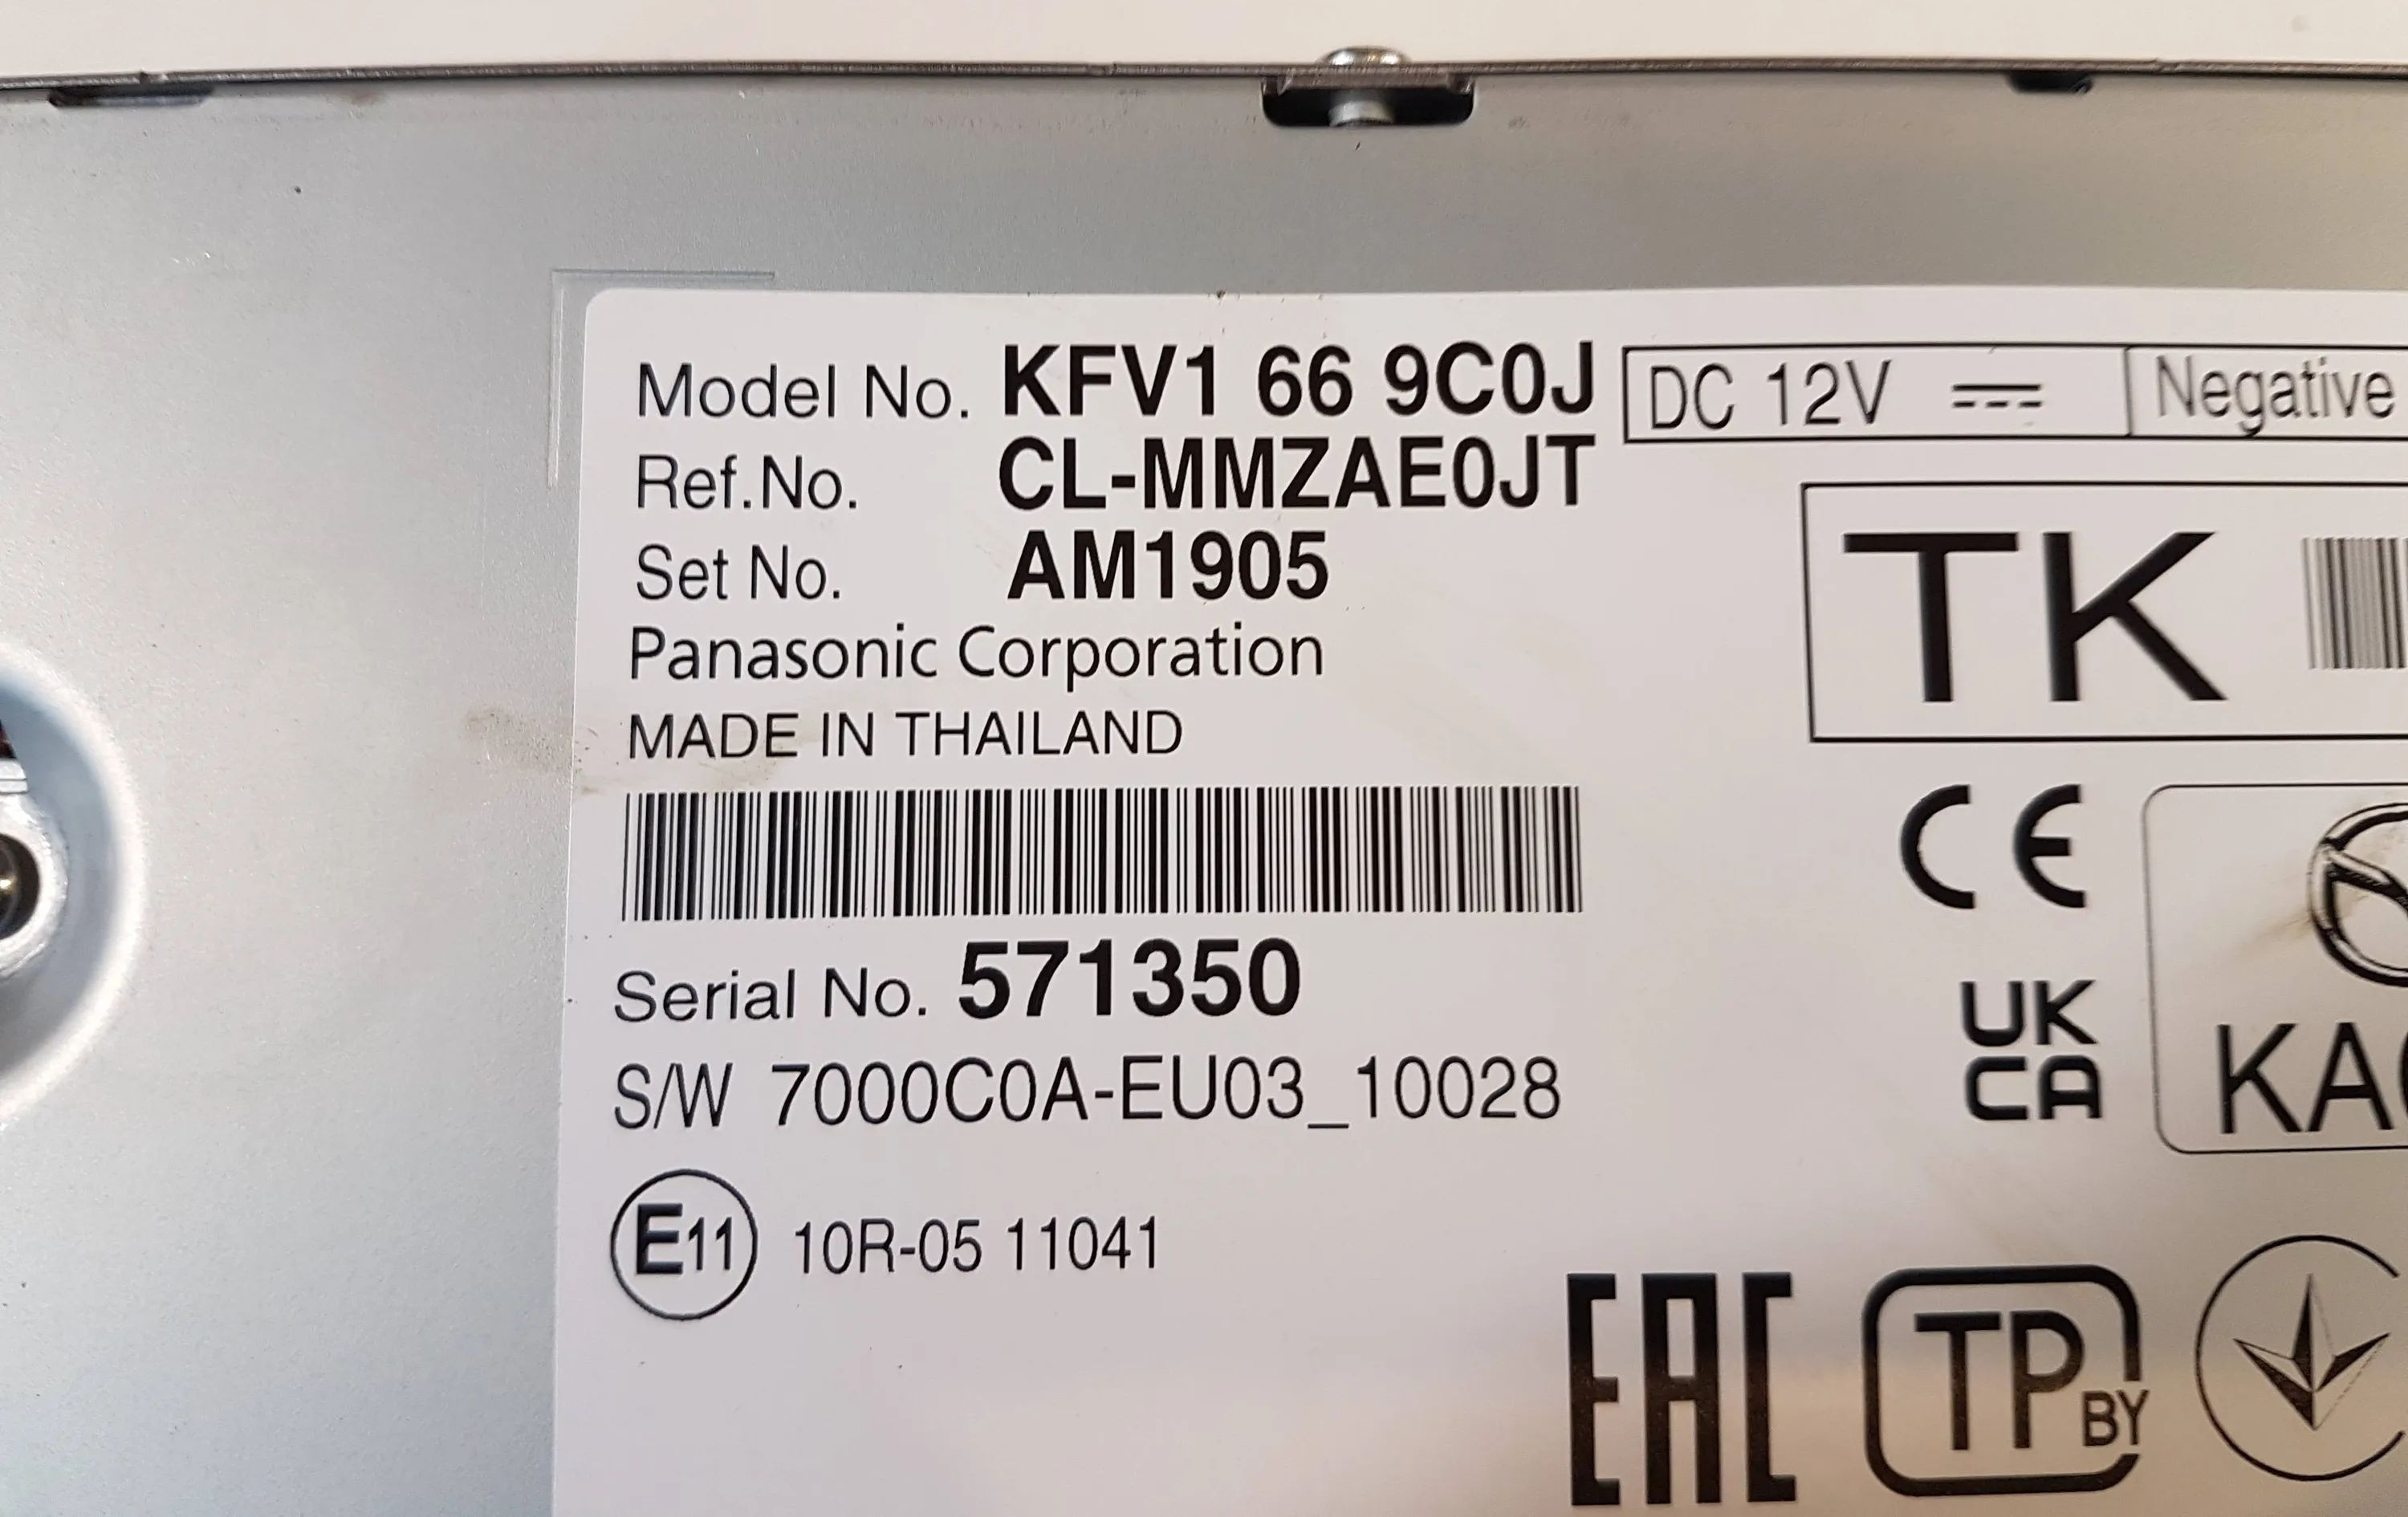 Model No. KFV1 66 9C0J
DC 12V
Negative
Ref.No. CL-MMZAE0JT
Set No. AM1905
TK
Panasonic Corporation
MADE IN THAILAND
CE
Serial No. 571350
UK
CA
S/W 7000C0A-EU03_10028
E11 10R-05 11041
EAC
TP BY